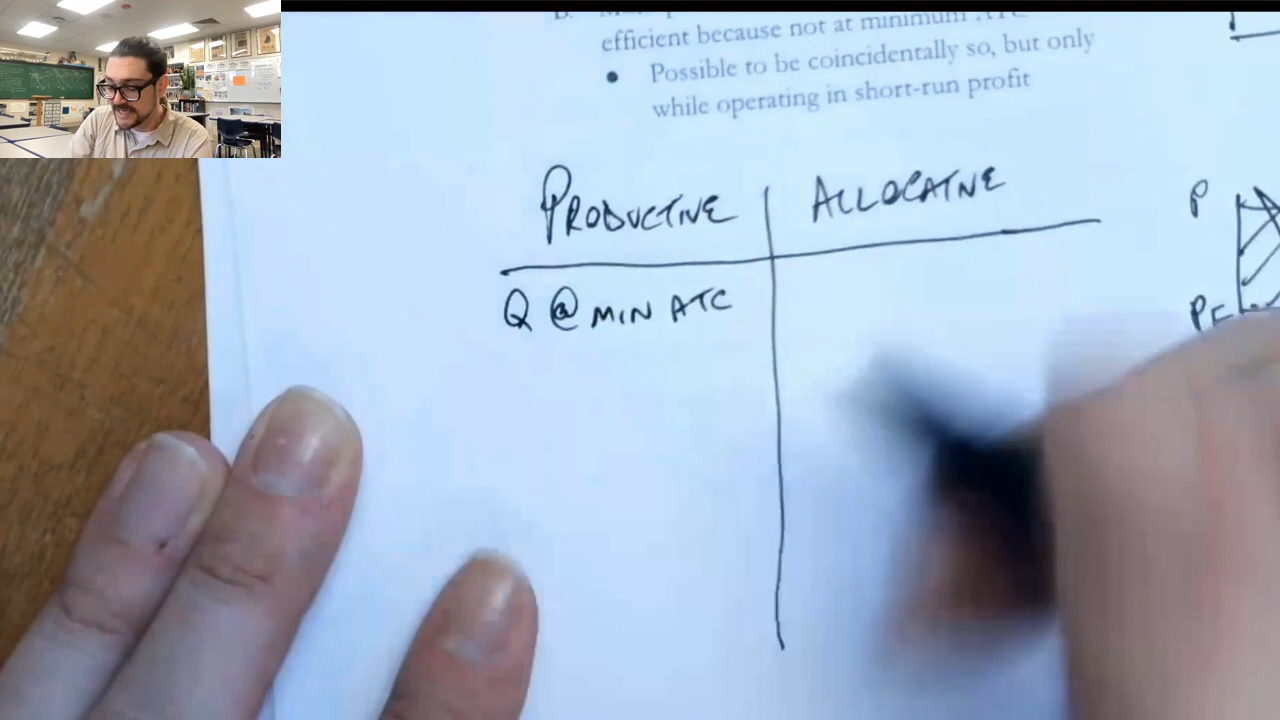 efficient because not at minimum ATC
• Possible to be coincidentally so, but only
while operating in short-run profit
PRODUCTIVE ALLOCATIVE
Q @ MIN ATC
P
PF